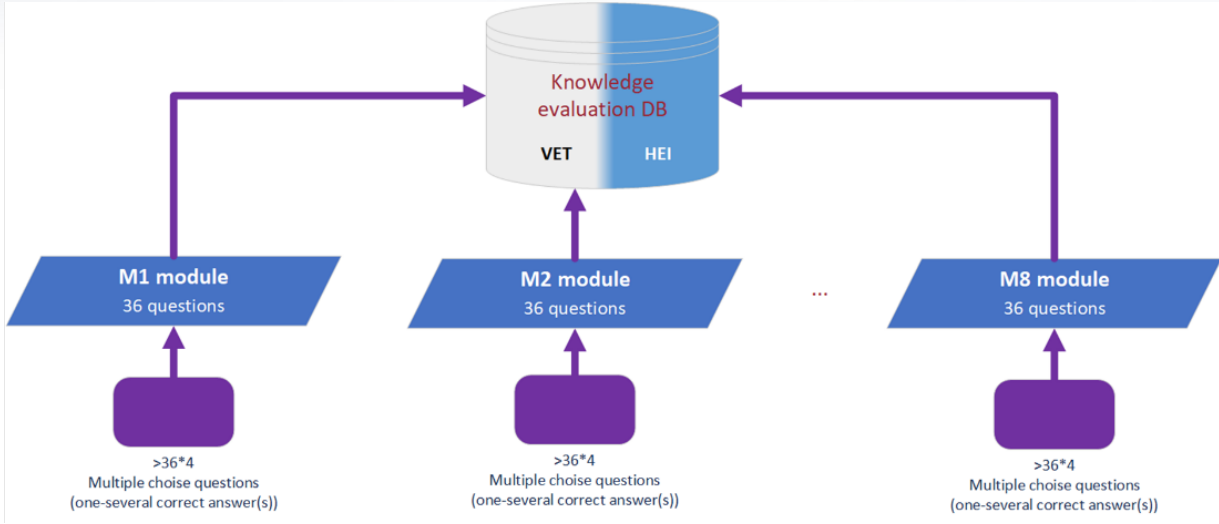 Knowledge
evaluation DB
VET
HEI
M1 module
36 questions
M2 module
36 questions
...
M8 module
36 questions
>36*4
Multiple choise questions
(one-several correct answer(s))
>36*4
Multiple choise questions
(one-several correct answer(s))
>36*4
Multiple choise questions
(one-several correct answer(s))